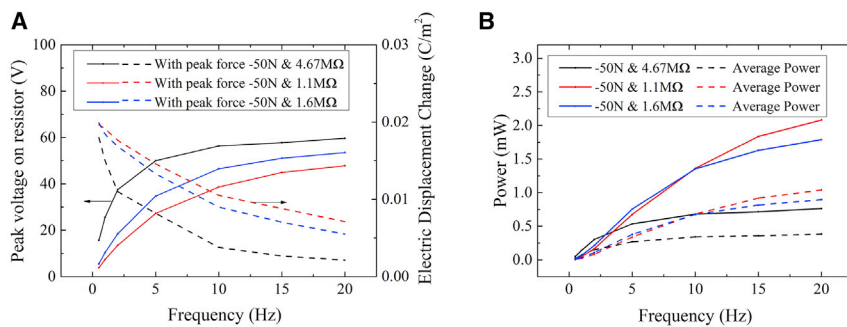 A
Peak voltage on resistor (V)
100
80
60
40
20
0
With peak force -50N & 4.67MΩ
With peak force -50N & 1.1MΩ
With peak force -50N & 1.6MΩ
0.03
0.02
0.01
0.00
Electric Displacement Change (C/m²)
0 5 10 15 20
Frequency (Hz)
B
Power (mW)
3.0
2.5
2.0
1.5
1.0
0.5
0.0
-50N & 4.67MΩ Average Power
-50N & 1.1MΩ Average Power
-50N & 1.6MΩ Average Power
0 5 10 15 20
Frequency (Hz)